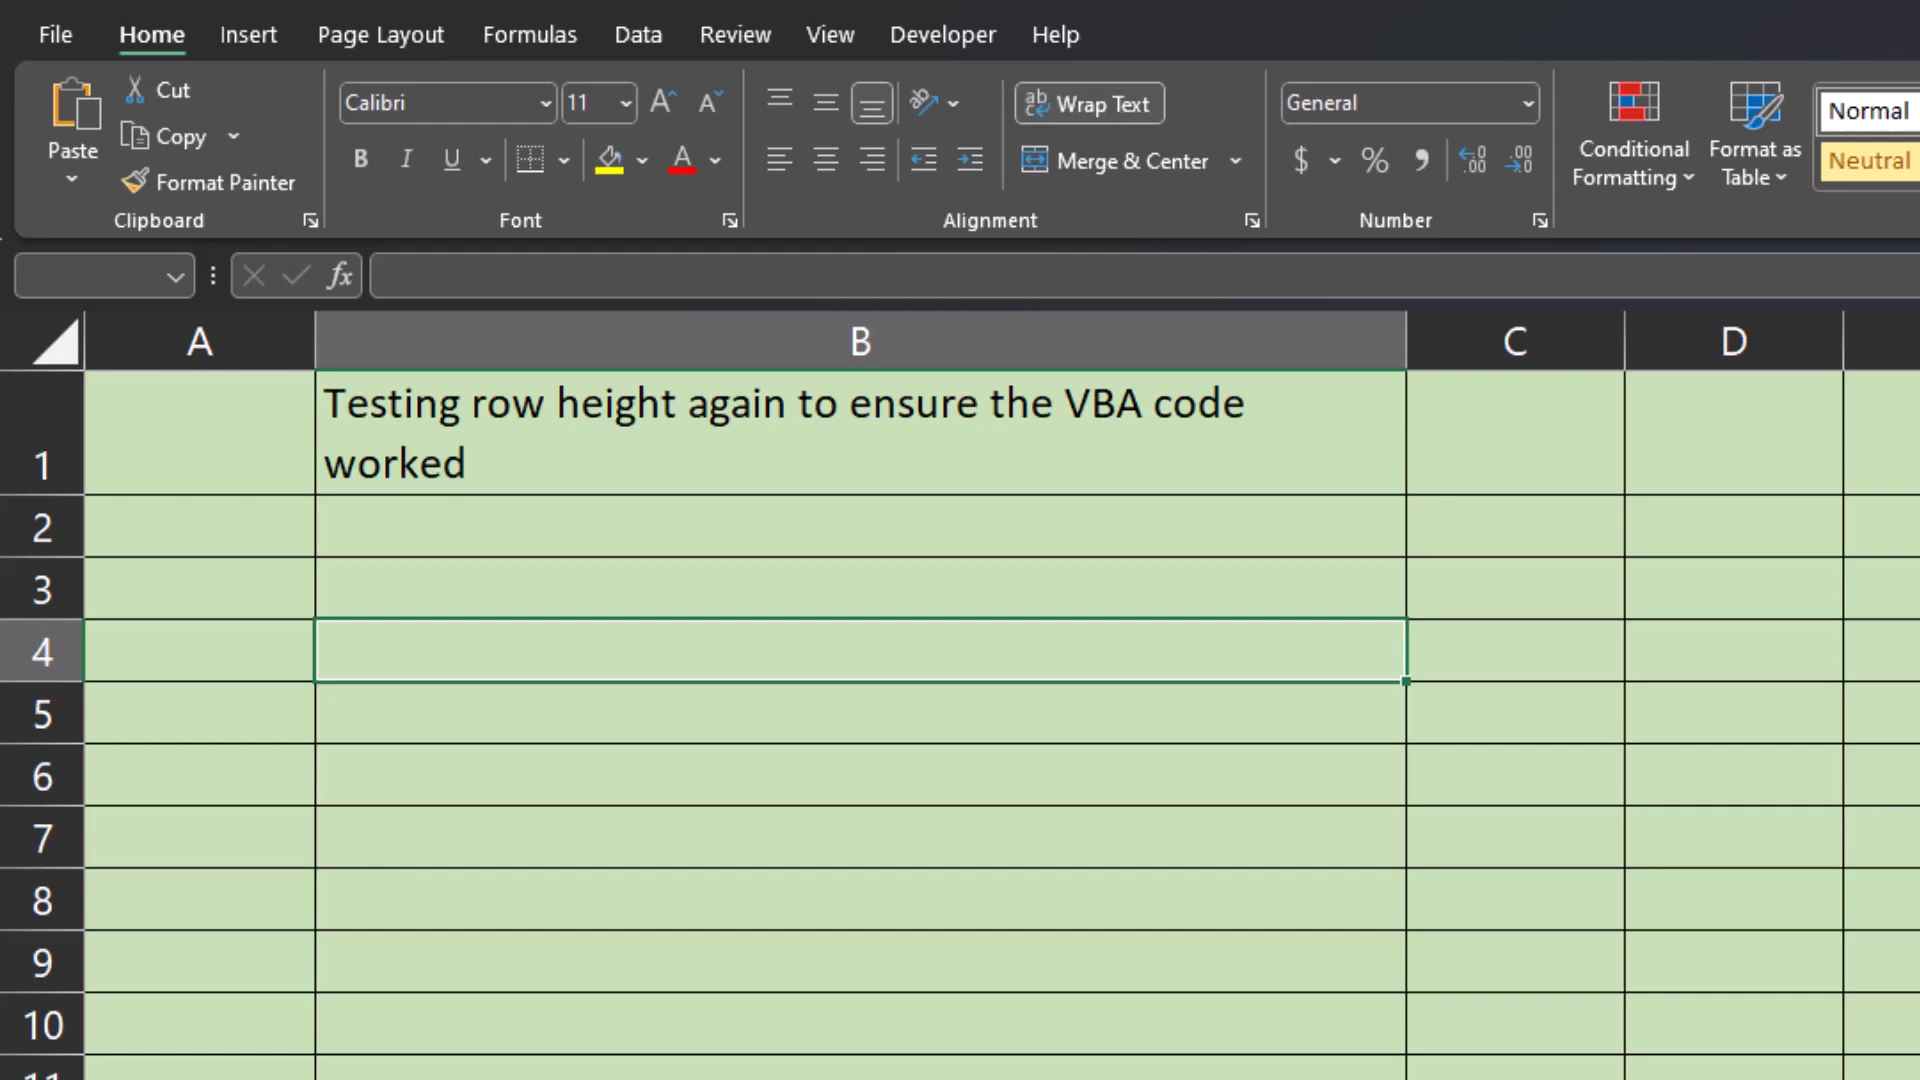 File Home Insert Page Layout Formulas Data Review View Developer Help
Paste
Cut
Copy
Format Painter
Clipboard
Calibri 11
B I U
Font
Wrap Text
Merge & Center
Alignment
General
$ % ,
Number
Conditional
Formatting
Format as
Table
Normal
Neutral
fx
A B C D
1 Testing row height again to ensure the VBA code
worked
2
3
4
5
6
7
8
9
10
11